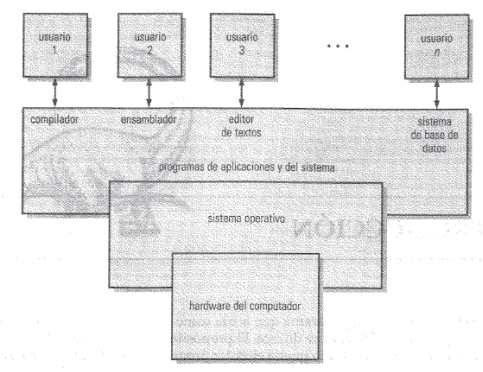 usuario
1
usuario
2
usuario
3
...
usuario
n
compilador
ensamblador
editor
de textos
sistema
de base de
datos
programas de aplicaciones y del sistema
sistema operativo
CCIÓN
hardware del computador